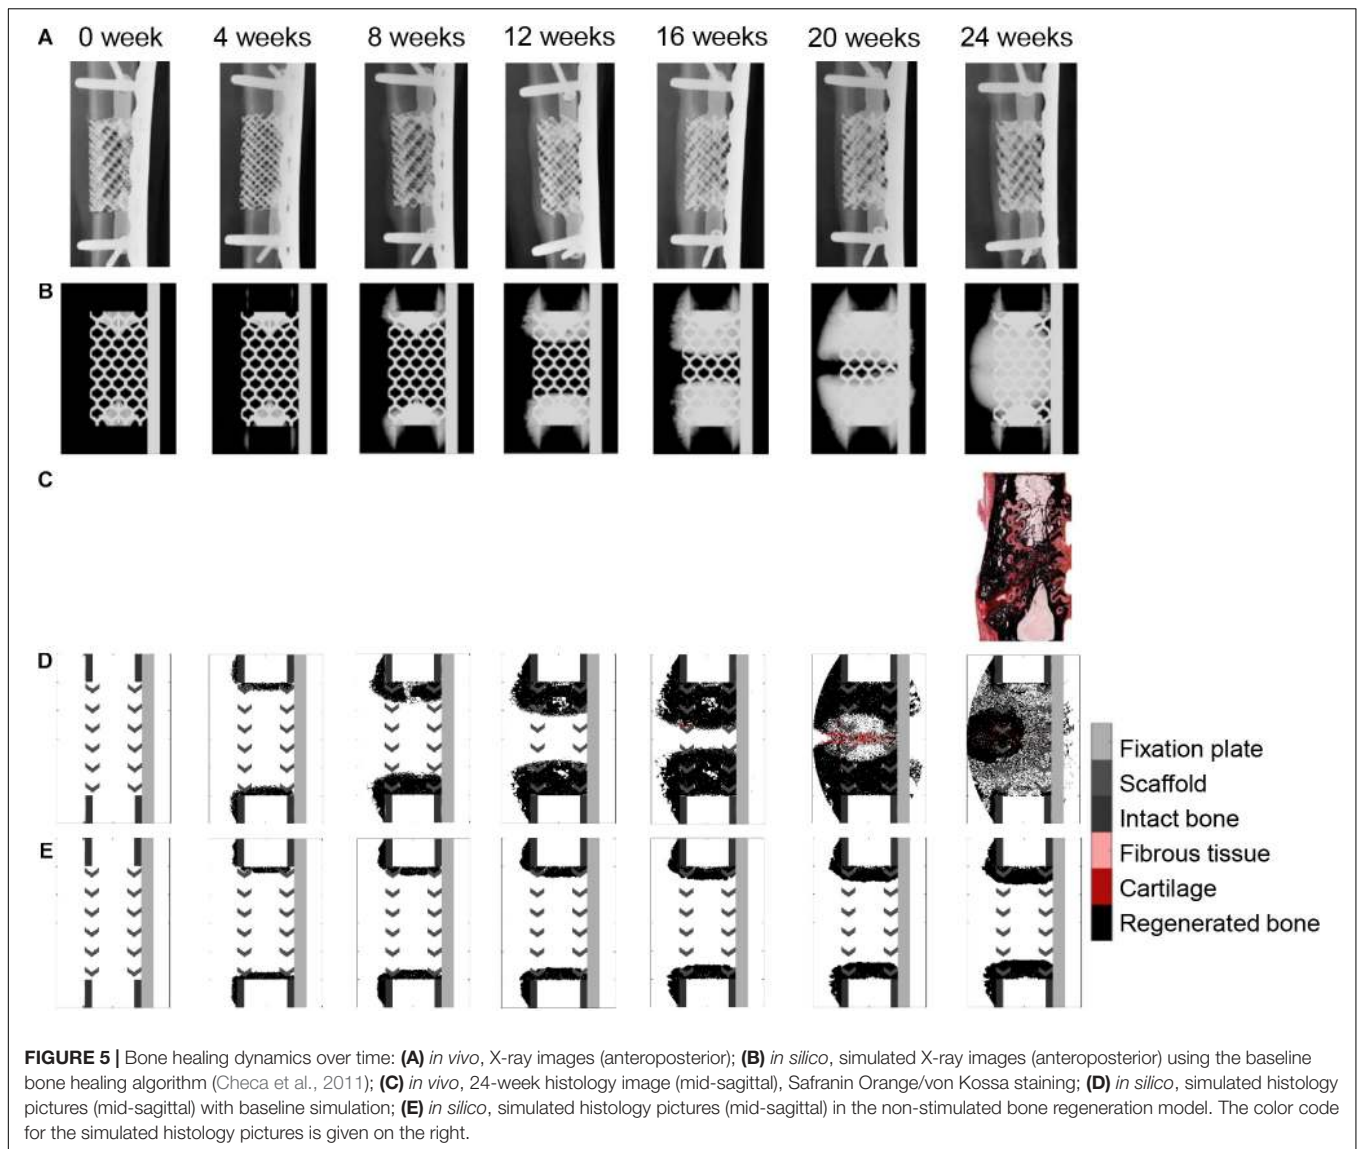 A 0 week 4 weeks 8 weeks 12 weeks 16 weeks 20 weeks 24 weeks
B
C
D
Fixation plate
Scaffold
Intact bone
E
Fibrous tissue
Cartilage
Regenerated bone
FIGURE 5 | Bone healing dynamics over time: (A) in vivo, X-ray images (anteroposterior); (B) in silico, simulated X-ray images (anteroposterior) using the baseline
bone healing algorithm (Checa et al., 2011); (C) in vivo, 24-week histology image (mid-sagittal), Safranin Orange/von Kossa staining; (D) in silico, simulated histology
pictures (mid-sagittal) with baseline simulation; (E) in silico, simulated histology pictures (mid-sagittal) in the non-stimulated bone regeneration model. The color code
for the simulated histology pictures is given on the right.